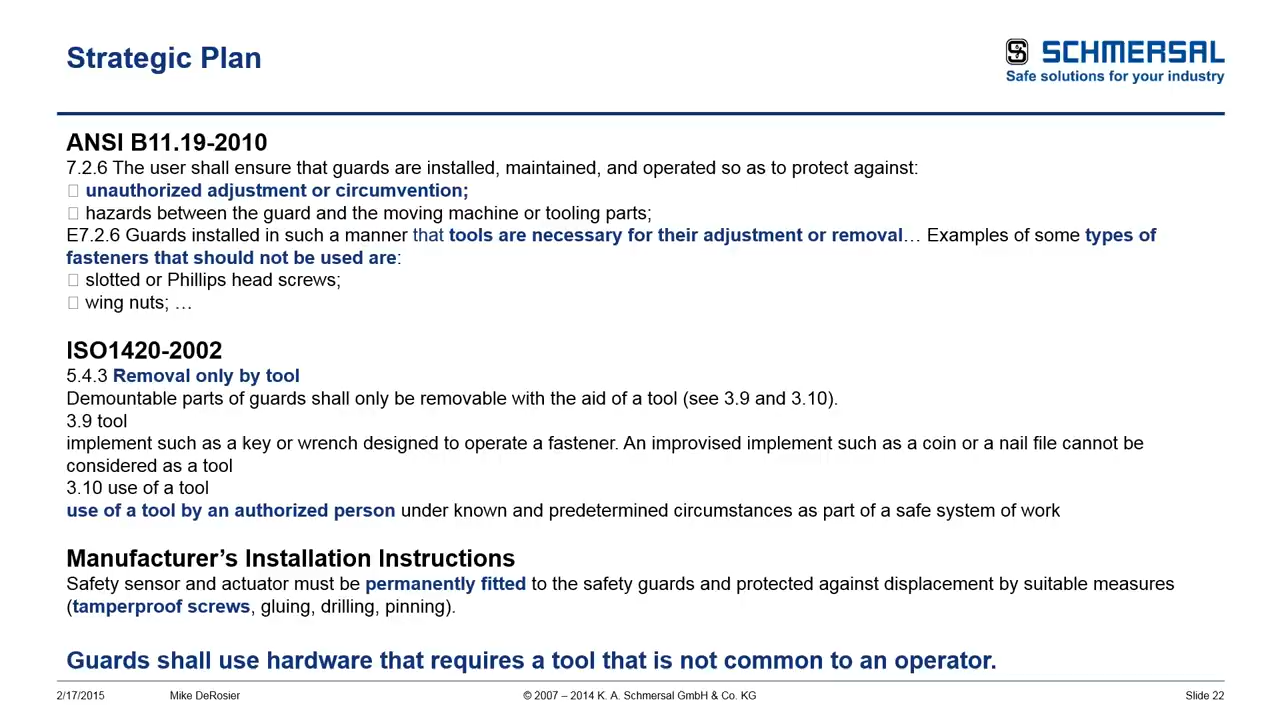 Strategic Plan
SCHMERSAL
Safe solutions for your industry
ANSI B11.19-2010
7.2.6 The user shall ensure that guards are installed, maintained, and operated so as to protect against:
□ unauthorized adjustment or circumvention;
□ hazards between the guard and the moving machine or tooling parts;
E7.2.6 Guards installed in such a manner that tools are necessary for their adjustment or removal… Examples of some types of
fasteners that should not be used are:
□ slotted or Phillips head screws;
□ wing nuts; …
ISO1420-2002
5.4.3 Removal only by tool
Demountable parts of guards shall only be removable with the aid of a tool (see 3.9 and 3.10).
3.9 tool
implement such as a key or wrench designed to operate a fastener. An improvised implement such as a coin or a nail file cannot be
considered as a tool
3.10 use of a tool
use of a tool by an authorized person under known and predetermined circumstances as part of a safe system of work
Manufacturer’s Installation Instructions
Safety sensor and actuator must be permanently fitted to the safety guards and protected against displacement by suitable measures
(tamperproof screws, gluing, drilling, pinning).
Guards shall use hardware that requires a tool that is not common to an operator.
2/17/2015 Mike DeRosier © 2007 – 2014 K. A. Schmersal GmbH & Co. KG Slide 22